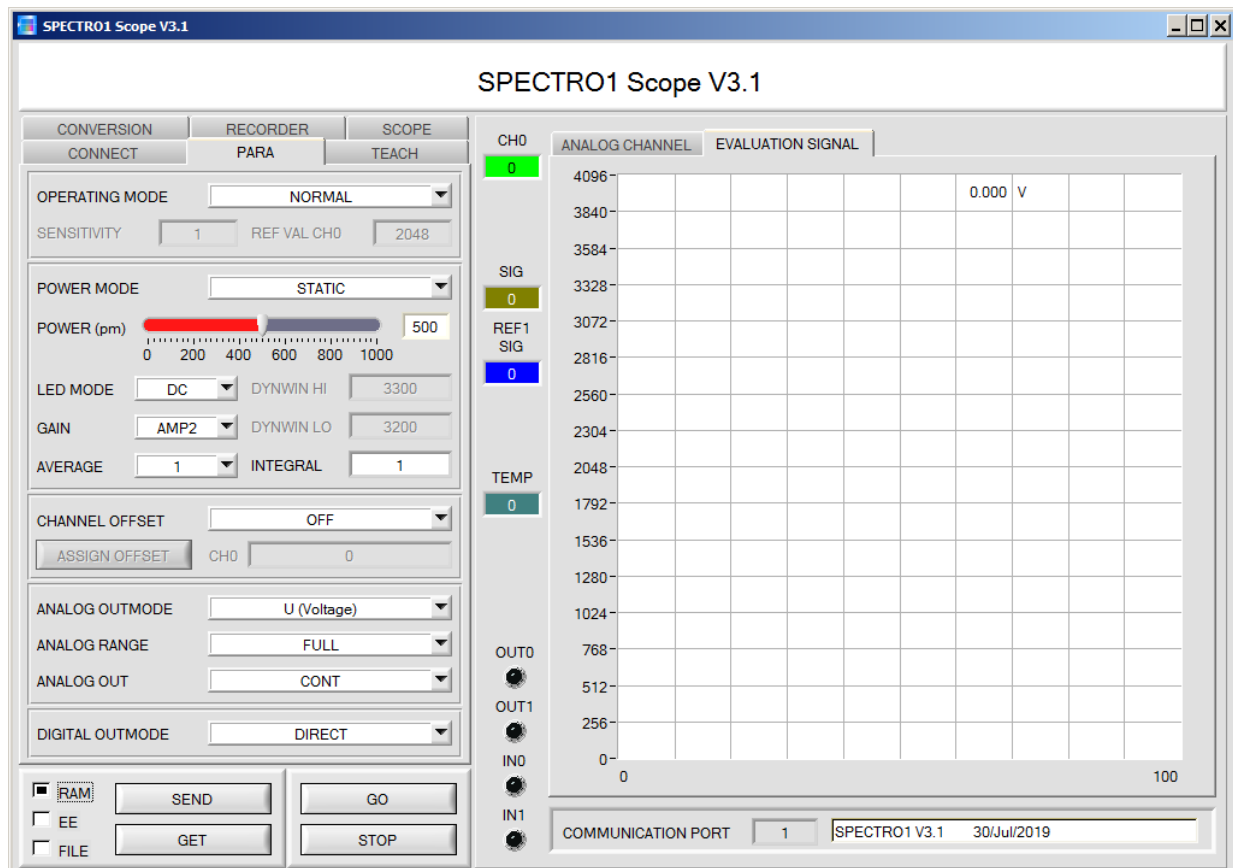 SPECTRO1 Scope V3.1
SPECTRO1 Scope V3.1
CONVERSION RECORDER SCOPE
CONNECT PARA TEACH
OPERATING MODE NORMAL
SENSITIVITY 1 REF VAL CH0 2048
POWER MODE STATIC
POWER (pm) 500
0 200 400 600 800 1000
LED MODE DC DYNWIN HI 3300
GAIN AMP2 DYNWIN LO 3200
AVERAGE 1 INTEGRAL 1
CHANNEL OFFSET OFF
ASSIGN OFFSET CH0 0
ANALOG OUTMODE U (Voltage)
ANALOG RANGE FULL
ANALOG OUT CONT
DIGITAL OUTMODE DIRECT
RAM
EE
FILE
SEND GO
GET STOP
CH0
0
SIG
0
REF1
SIG
0
TEMP
0
OUT0
OUT1
IN0
IN1
ANALOG CHANNEL EVALUATION SIGNAL
0.000 V
4096
3840
3584
3328
3072
2816
2560
2304
2048
1792
1536
1280
1024
768
512
256
0
0 100
COMMUNICATION PORT 1 SPECTRO1 V3.1 30/Jul/2019